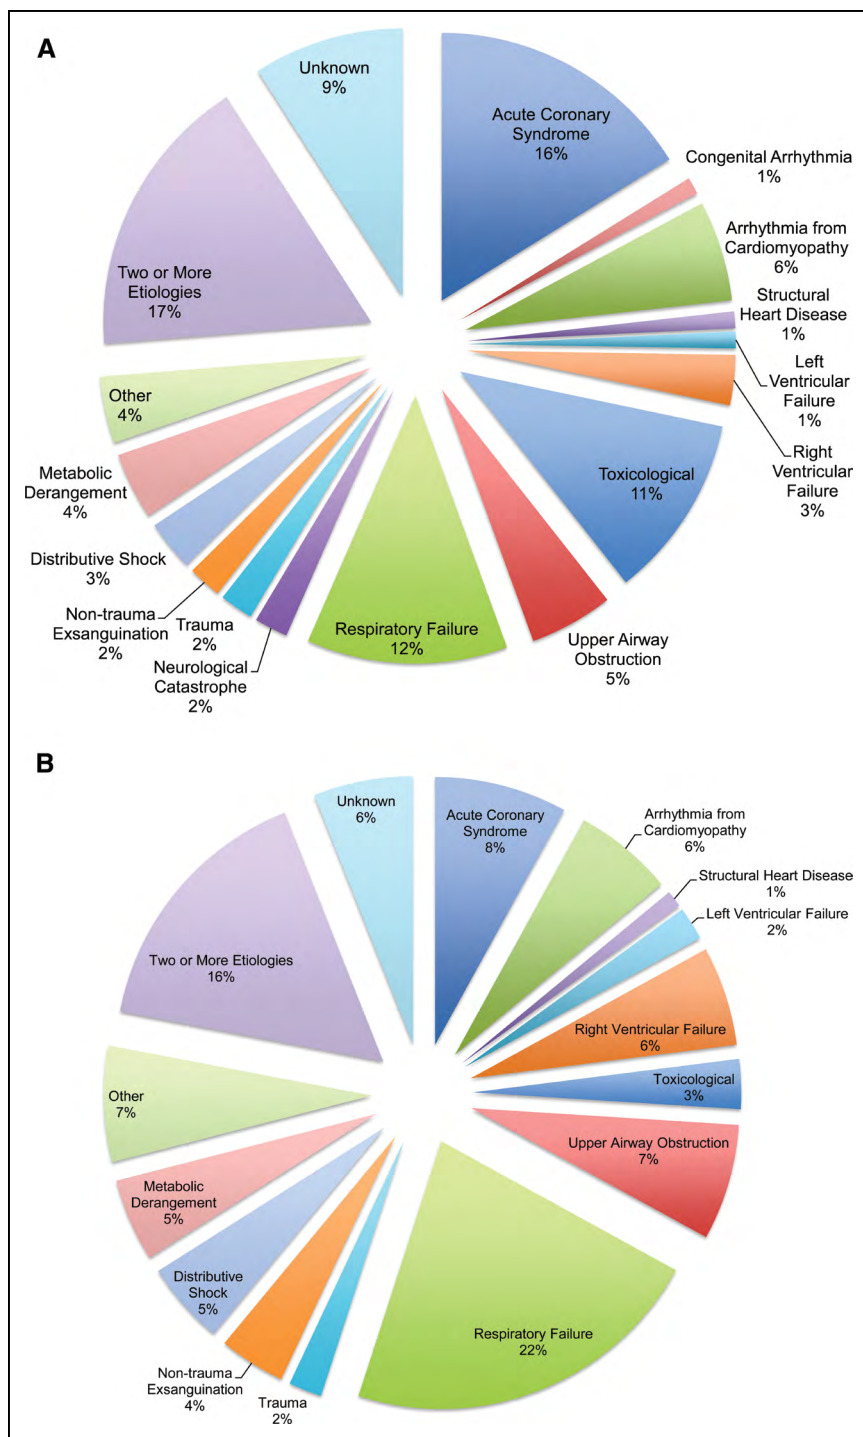 A
Unknown
9%
Acute Coronary
Syndrome
16%
Congenital Arrhythmia
1%
Arrhythmia from
Cardiomyopathy
6%
Structural
Heart Disease
1%
Left
Ventricular
Failure
1%
Right
Ventricular
Failure
3%
Toxicological
11%
Upper Airway
Obstruction
5%
Respiratory Failure
12%
Neurological
Catastrophe
2%
Trauma
2%
Non-trauma
Exsanguination
2%
Distributive Shock
3%
Metabolic
Derangement
4%
Other
4%
Two or More
Etiologies
17%
B
Unknown
6%
Acute Coronary
Syndrome
8%
Arrhythmia from
Cardiomyopathy
6%
Structural Heart Disease
1%
Left Ventricular Failure
2%
Right Ventricular Failure
6%
Toxicological
3%
Upper Airway Obstruction
7%
Respiratory Failure
22%
Trauma
2%
Non-trauma
Exsanguination
4%
Distributive
Shock
5%
Metabolic
Derangement
5%
Other
7%
Two or More Etiologies
16%